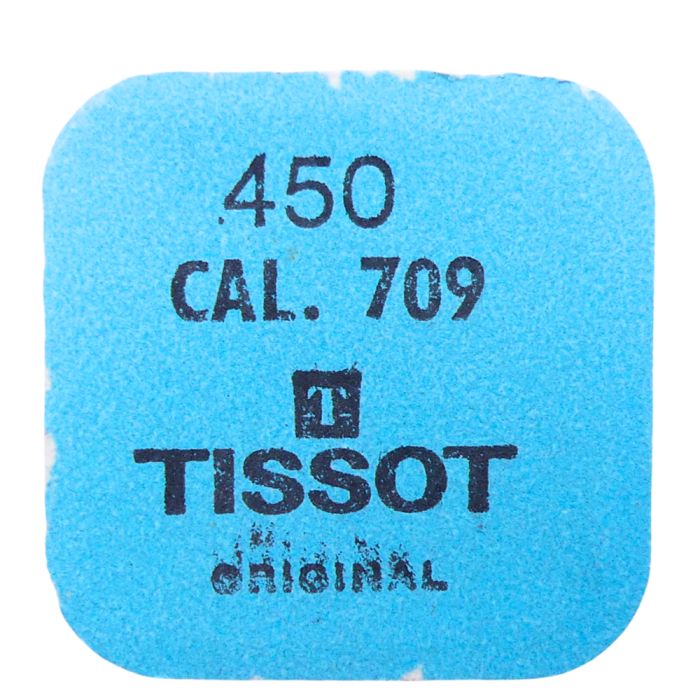 .450
CAL. 709
T
TISSOT
ORIGINAL